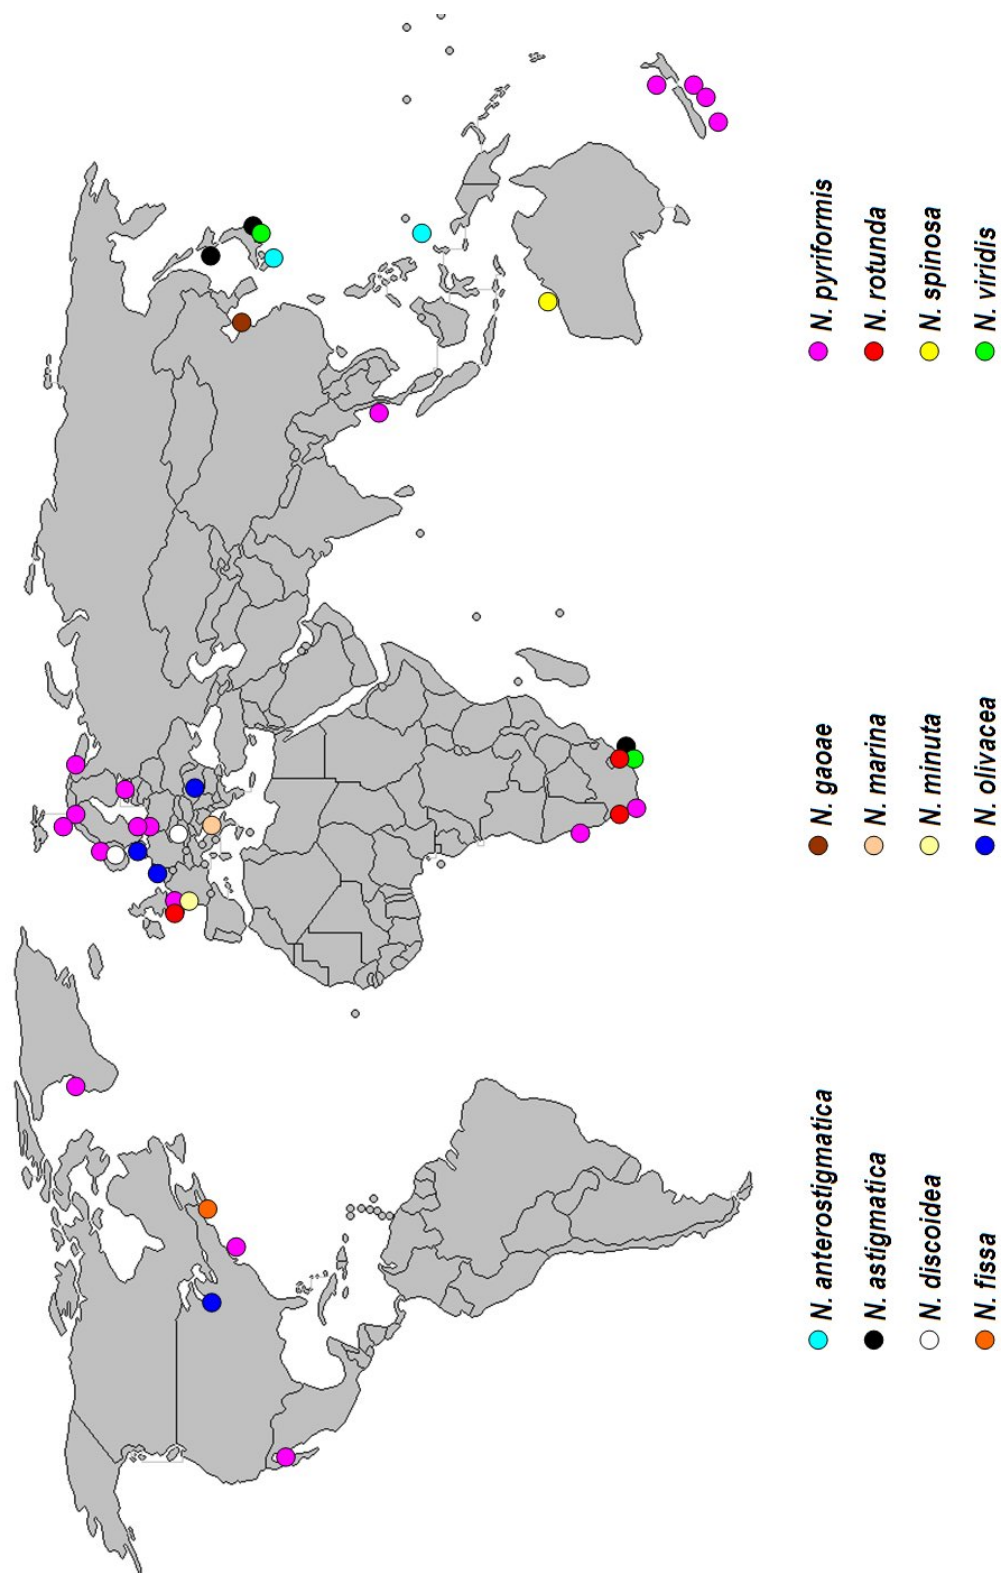 N. anterostigmatica
N. astigmatica
N. discoidea
N. fissa
N. gaoae
N. marina
N. minuta
N. olivacea
N. pyriformis
N. rotunda
N. spinosa
N. viridis